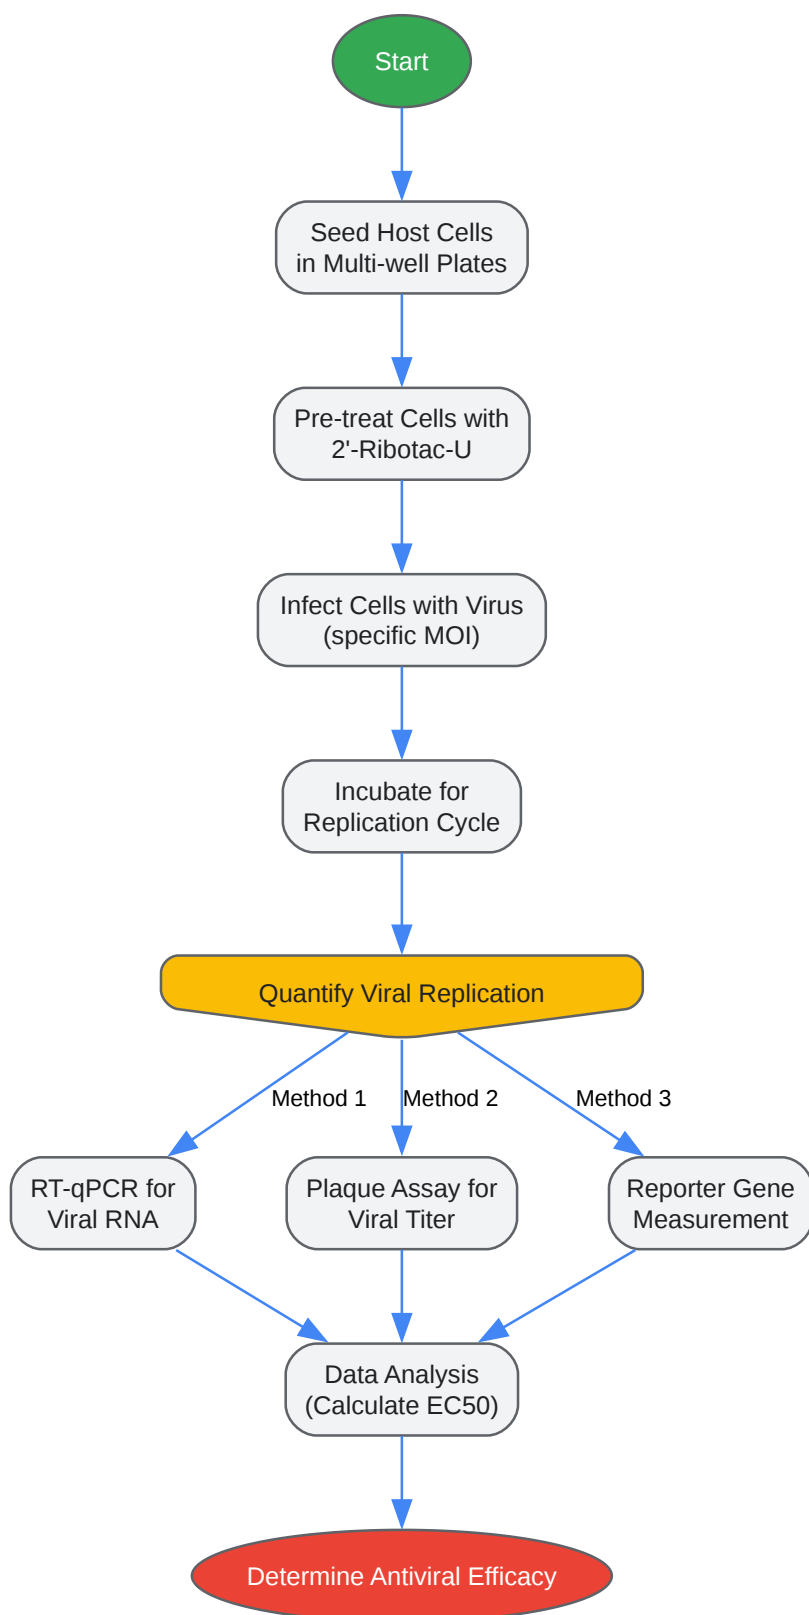 Start
Seed Host Cells
in Multi-well Plates
Pre-treat Cells with
2'-Ribotac-U
Infect Cells with Virus
(specific MOI)
Incubate for
Replication Cycle
Quantify Viral Replication
Method 1
Method 2
Method 3
RT-qPCR for
Viral RNA
Plaque Assay for
Viral Titer
Reporter Gene
Measurement
Data Analysis
(Calculate EC50)
Determine Antiviral Efficacy